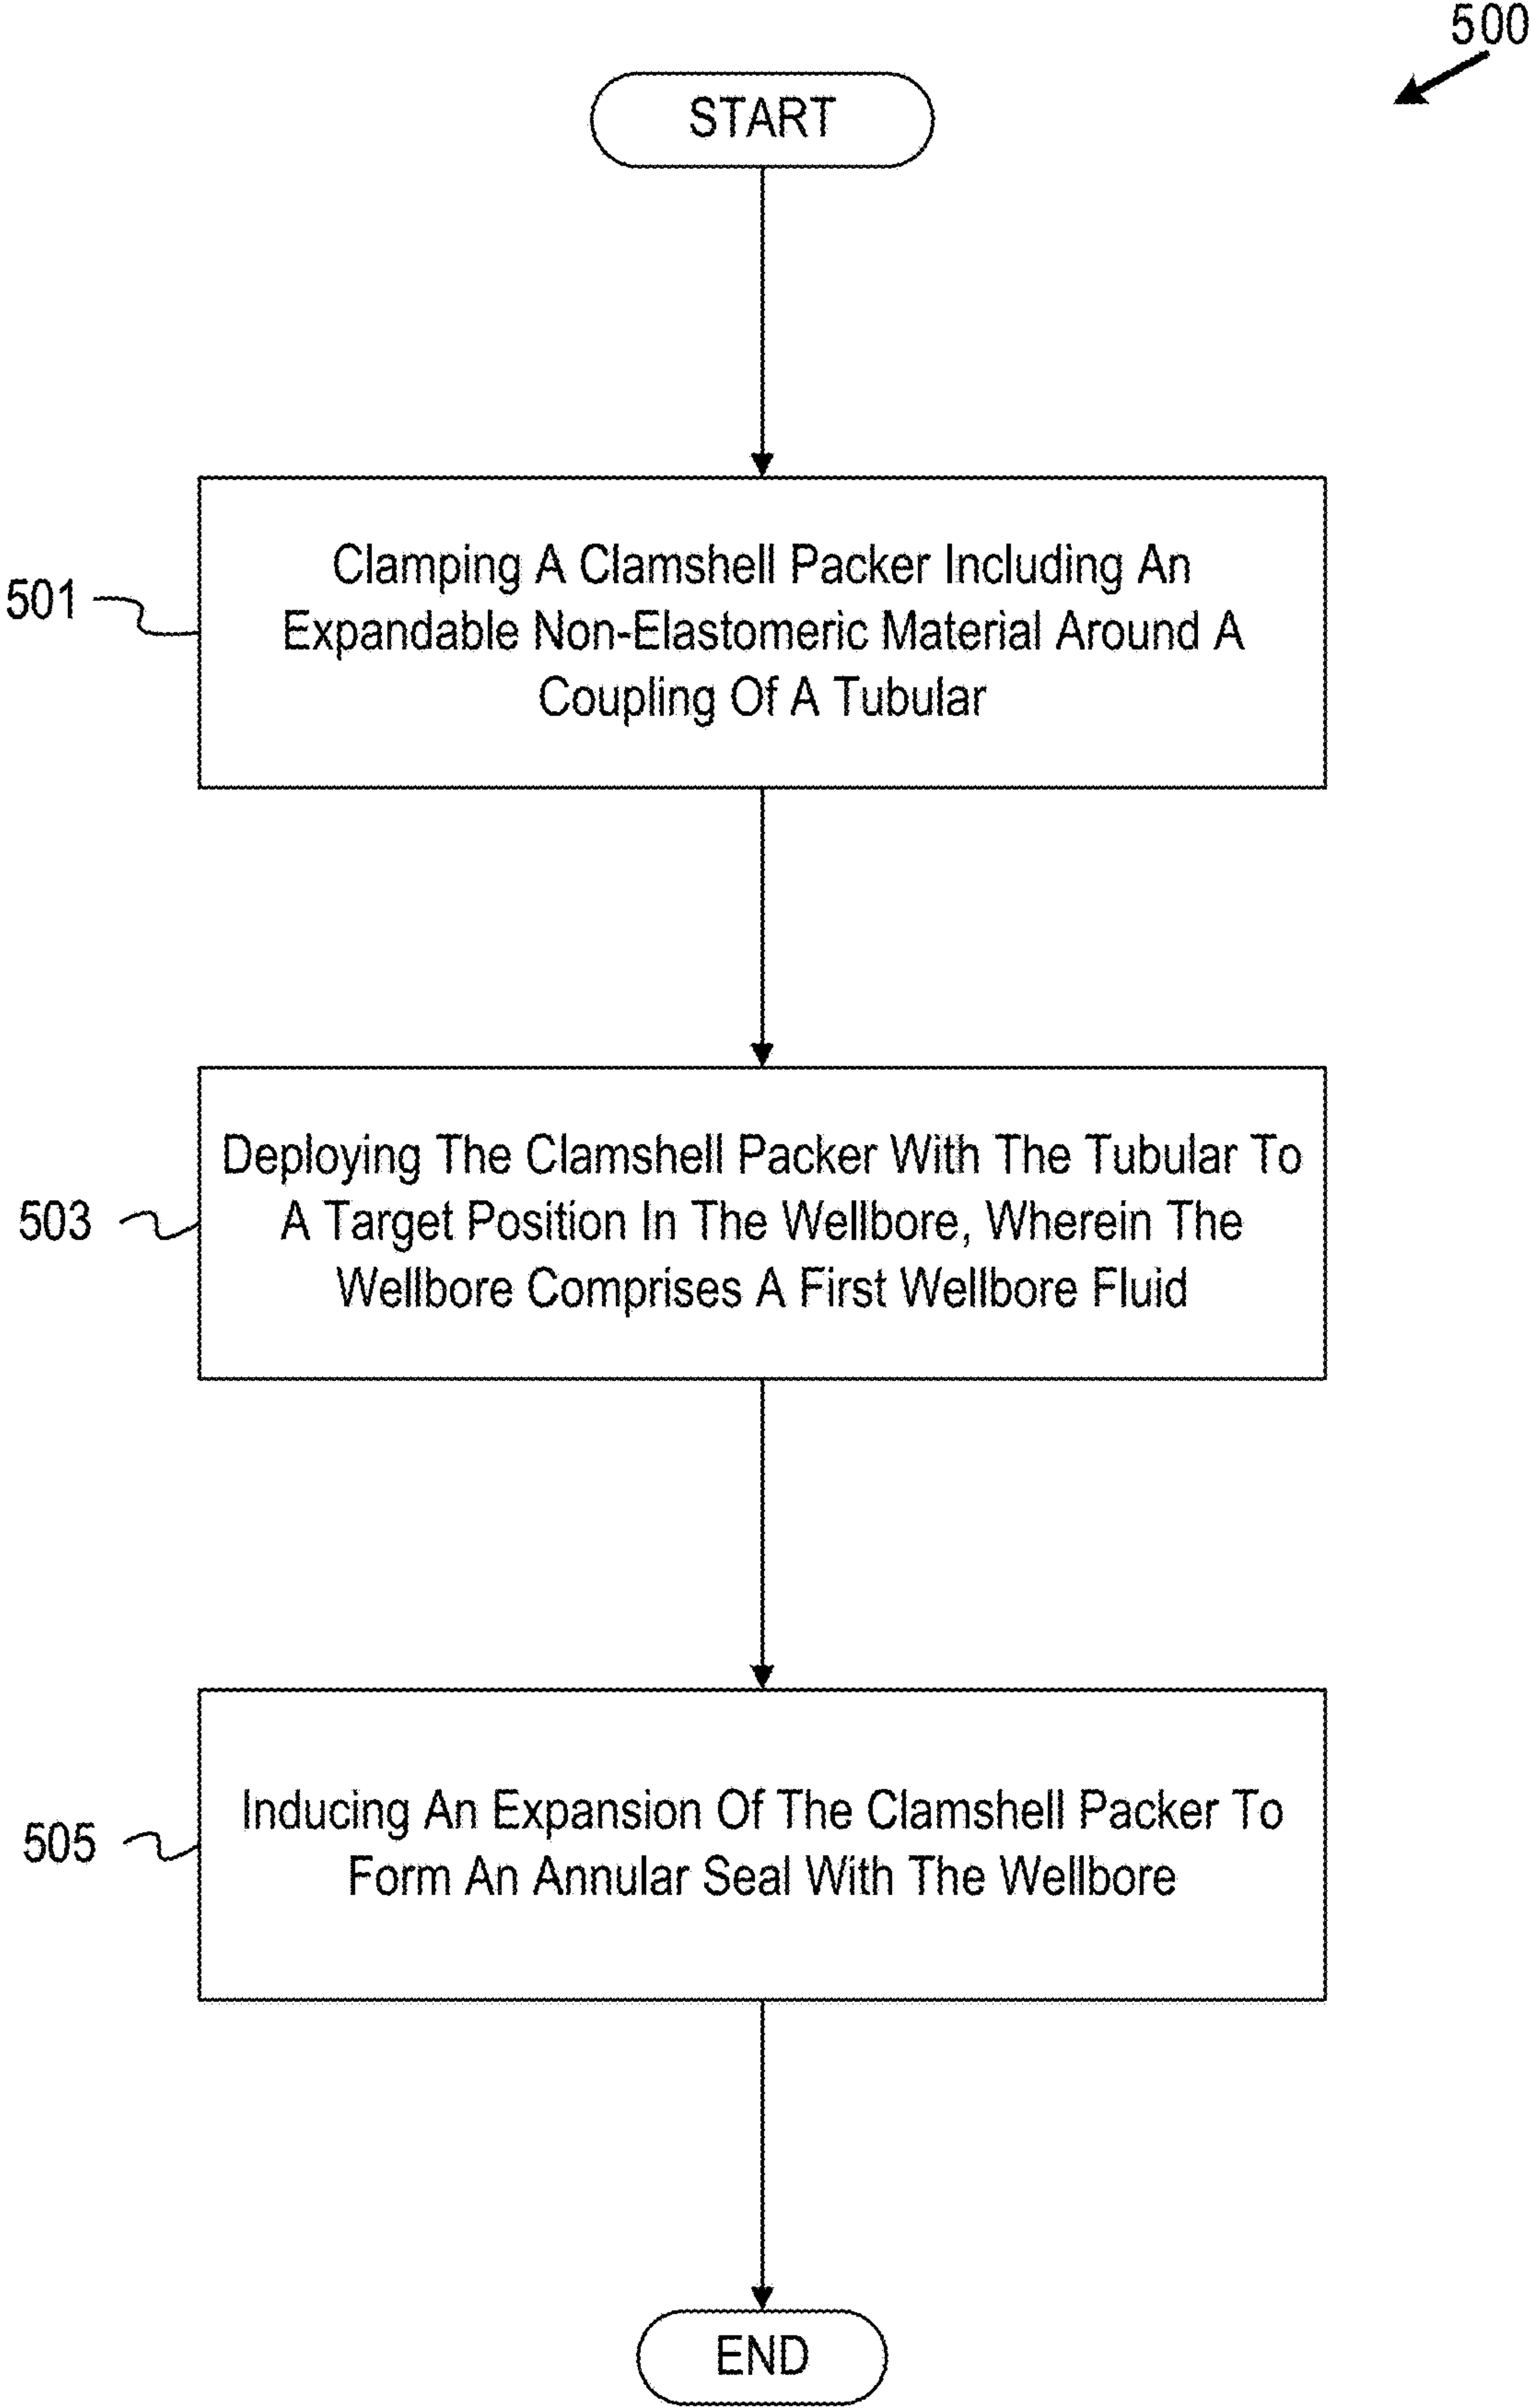 500
START
501
Clamping A Clamshell Packer Including An
Expandable Non-Elastomeric Material Around A
Coupling Of A Tubular
503
Deploying The Clamshell Packer With The Tubular To
A Target Position In The Wellbore, Wherein The
Wellbore Comprises A First Wellbore Fluid
505
Inducing An Expansion Of The Clamshell Packer To
Form An Annular Seal With The Wellbore
END